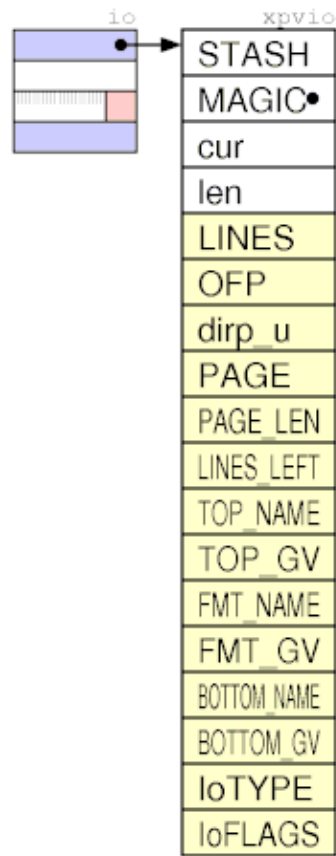 io
xpvio
STASH
MAGIC
cur
len
LINES
OFP
dirp_u
PAGE
PAGE_LEN
LINES_LEFT
TOP_NAME
TOP_GV
FMT_NAME
FMT_GV
BOTTOM_NAME
BOTTOM_GV
IoTYPE
IoFLAGS